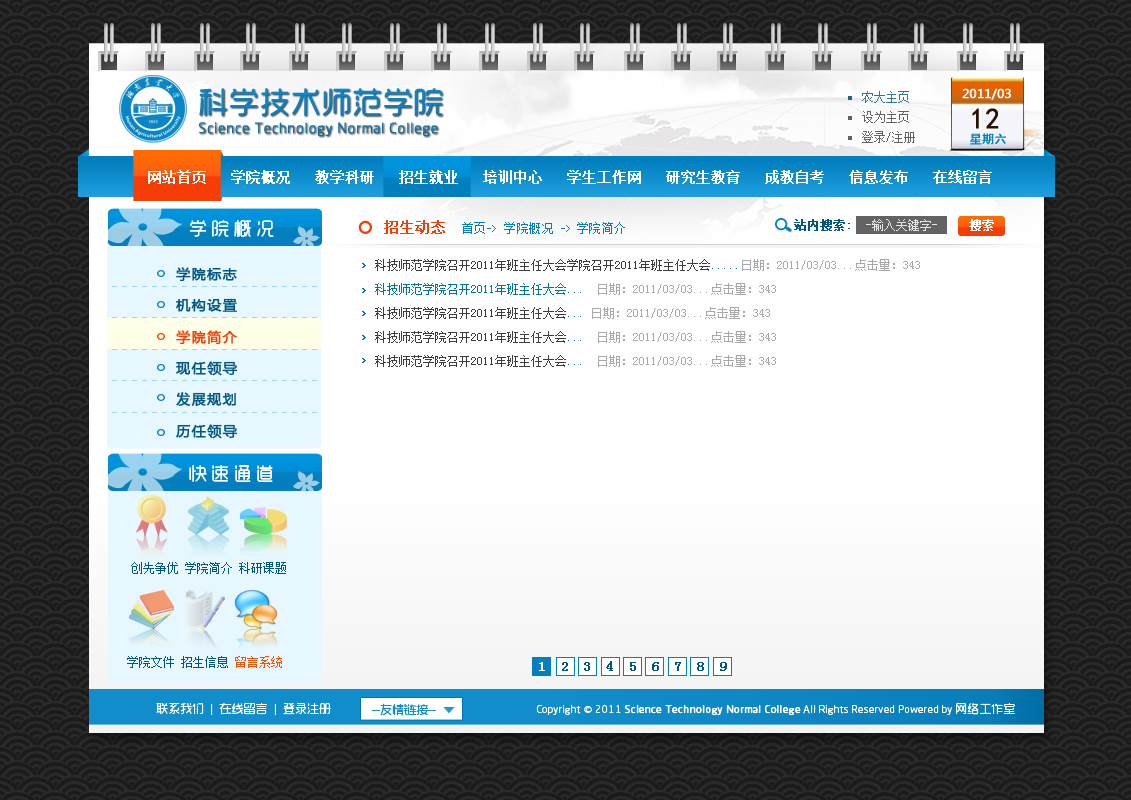 科学技术师范学院
Science Technology Normal College
农大主页
设为主页
登录/注册
2011/03
12
星期六
网站首页 学院概况 教学科研 招生就业 培训中心 学生工作网 研究生教育 成教自考 信息发布 在线留言
学院概况
学院标志
机构设置
学院简介
现任领导
发展规划
历任领导
快速通道
创先争优 学院简介 科研课题
学院文件 招生信息 留言系统
招生动态 首页-> 学院概况 -> 学院简介
站内搜索: -输入关键字- 搜索
科技师范学院召开2011年班主任大会学院召开2011年班主任大会.....日期: 2011/03/03...点击量: 343
科技师范学院召开2011年班主任大会... 日期: 2011/03/03...点击量: 343
科技师范学院召开2011年班主任大会... 日期: 2011/03/03...点击量: 343
科技师范学院召开2011年班主任大会... 日期: 2011/03/03...点击量: 343
科技师范学院召开2011年班主任大会... 日期: 2011/03/03...点击量: 343
1 2 3 4 5 6 7 8 9
联系我们 | 在线留言 | 登录注册
—友情链接—
Copyright © 2011 Science Technology Normal College All Rights Reserved Powered by 网络工作室